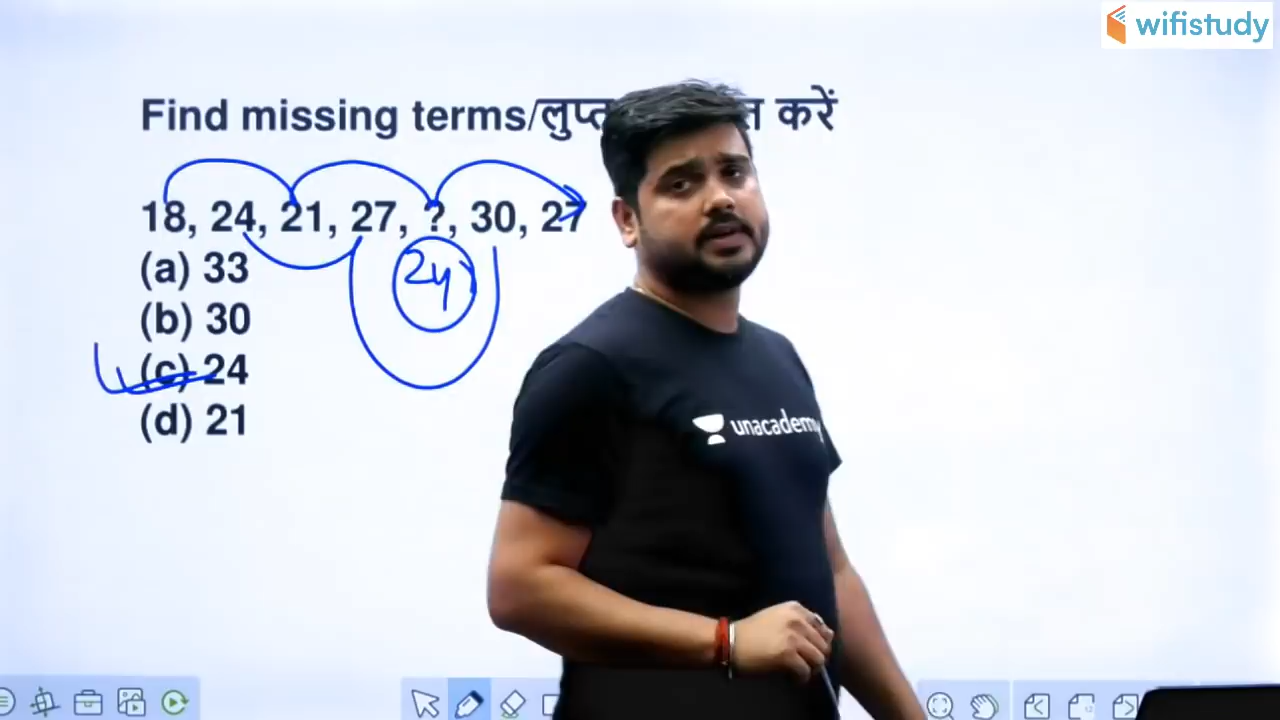 wifistudy
Find missing terms/लुप्त करें
18, 24, 21, 27, ?, 30, 27
(a) 33
24
(b) 30
(c) 24
(d) 21
unacademy